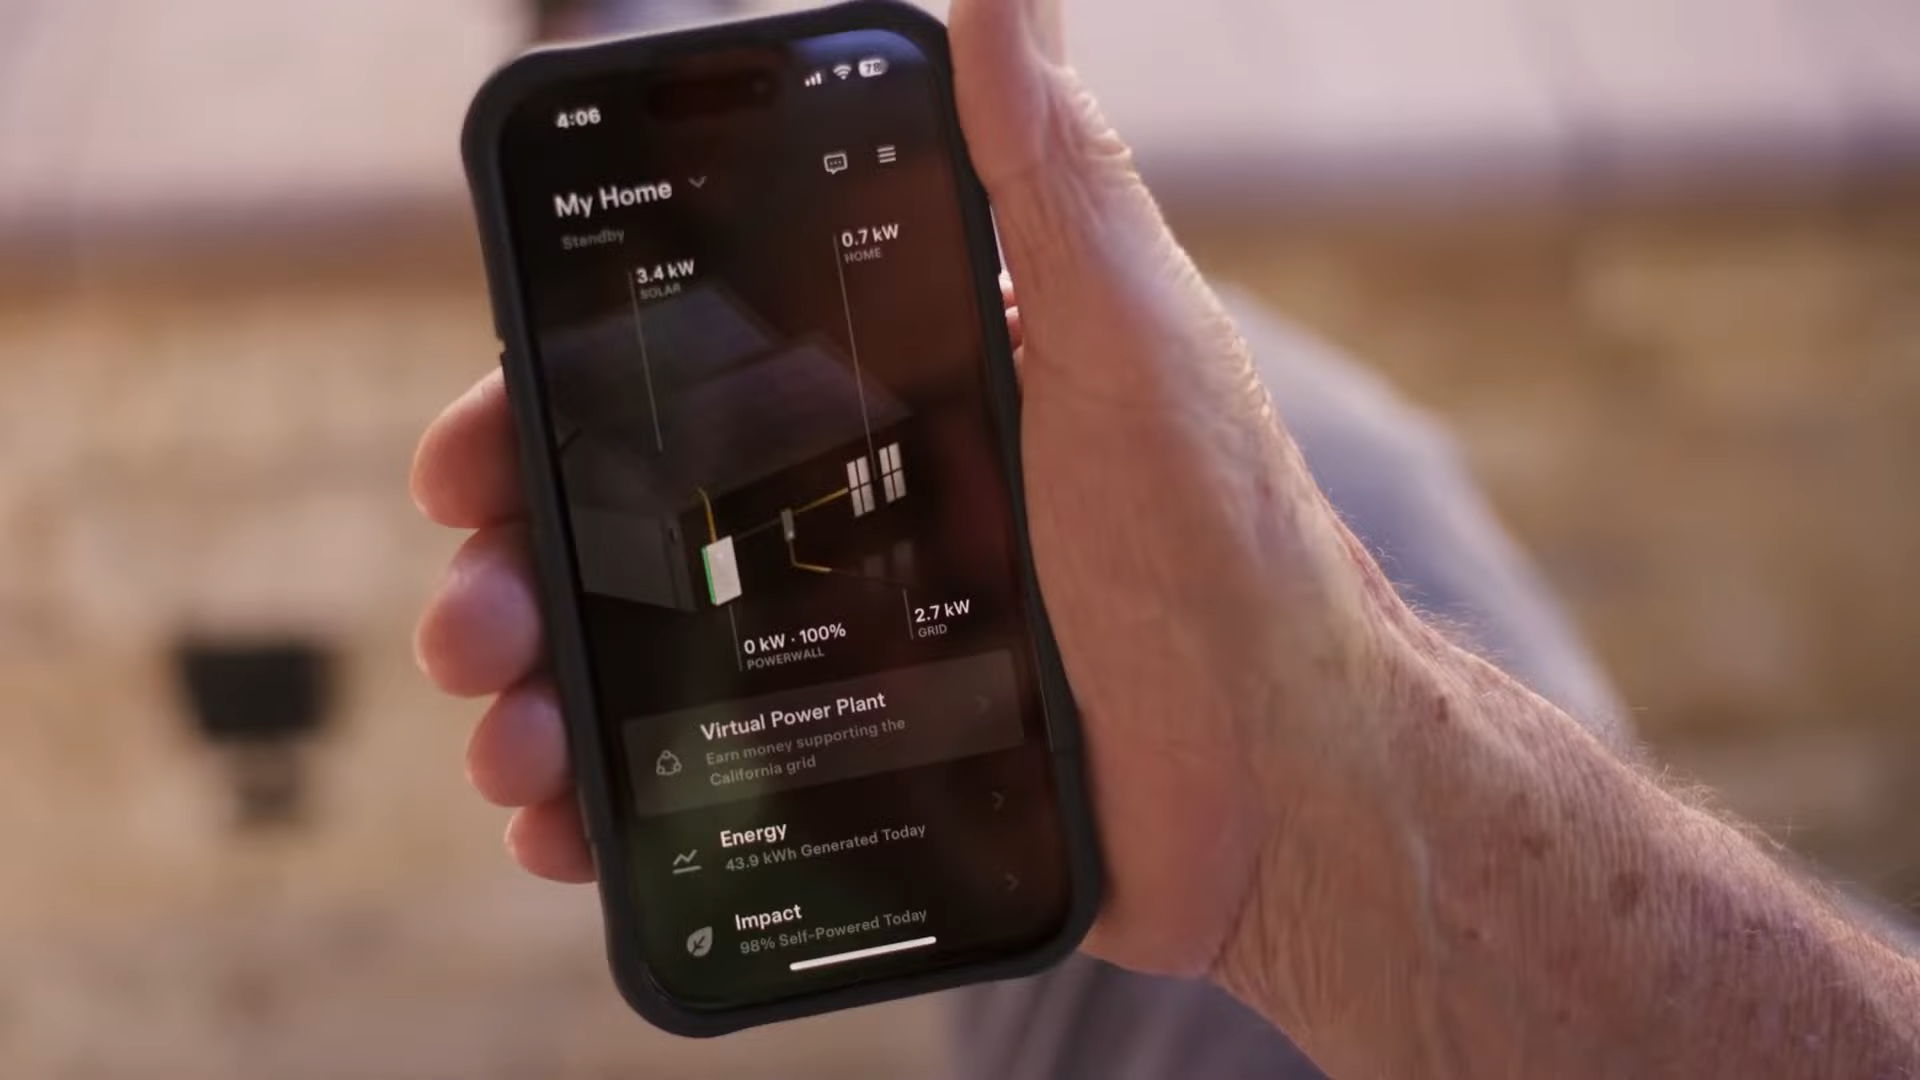 4:06
78
My Home
Standby
0.7 kW
HOME
3.4 kW
SOLAR
2.7 kW
GRID
0 kW · 100%
POWERWALL
Virtual Power Plant
Earn money supporting the
California grid
Energy
43.9 kWh Generated Today
Impact
98% Self-Powered Today